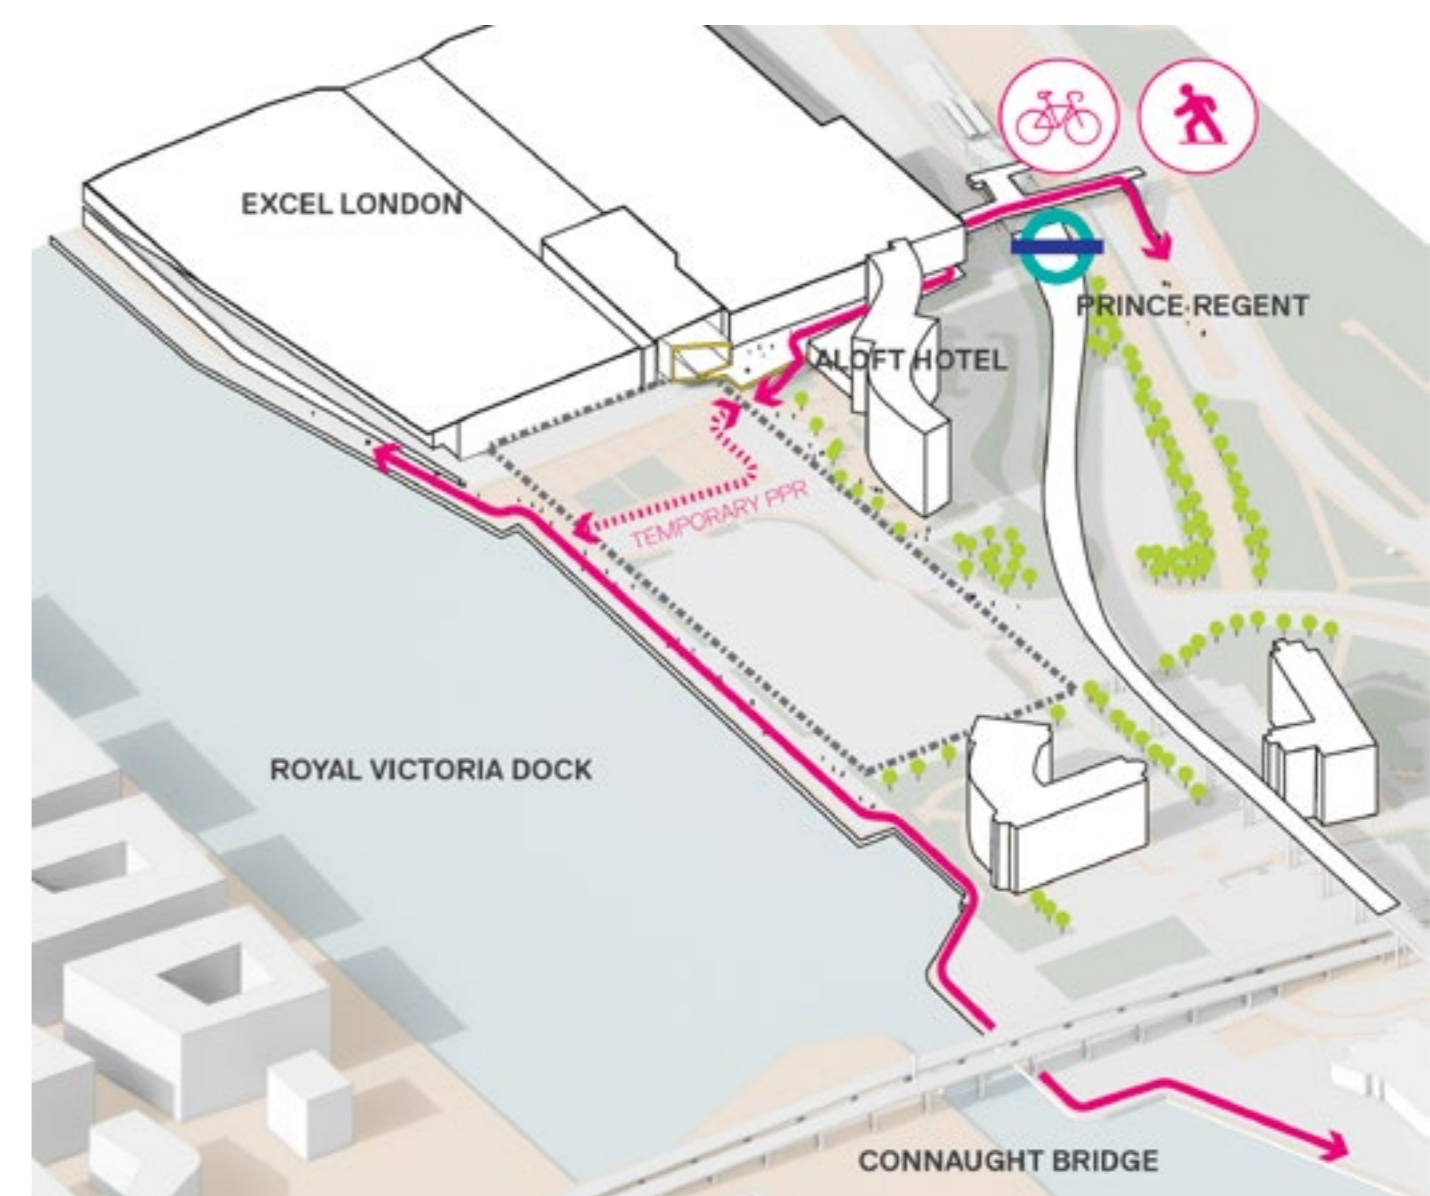 EXCEL LONDON
PRINCE REGENT
ALOFT HOTEL
TEMPORARY PPR
ROYAL VICTORIA DOCK
CONNAUGHT BRIDGE